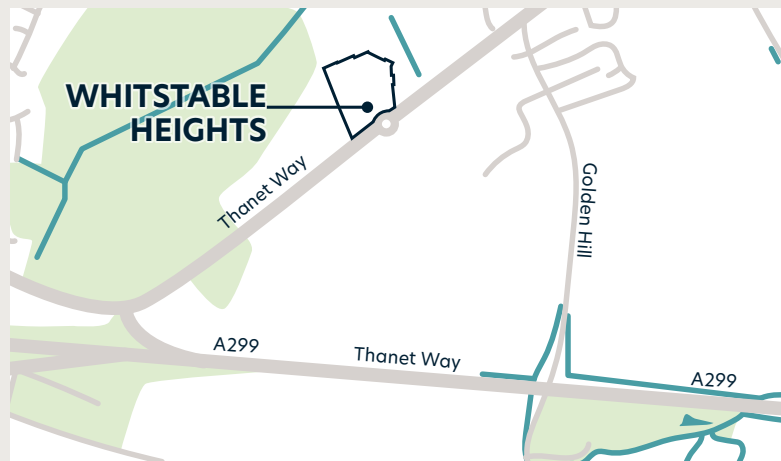 WHITSTABLE
HEIGHTS
Thanet Way
Golden Hill
A299
Thanet Way
A299